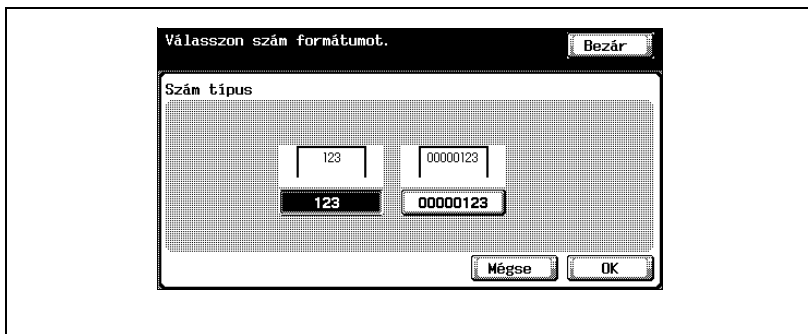 Válasszon szám formátumot.
Bezár
Szám típus
123 00000123
123 00000123
Mégse OK